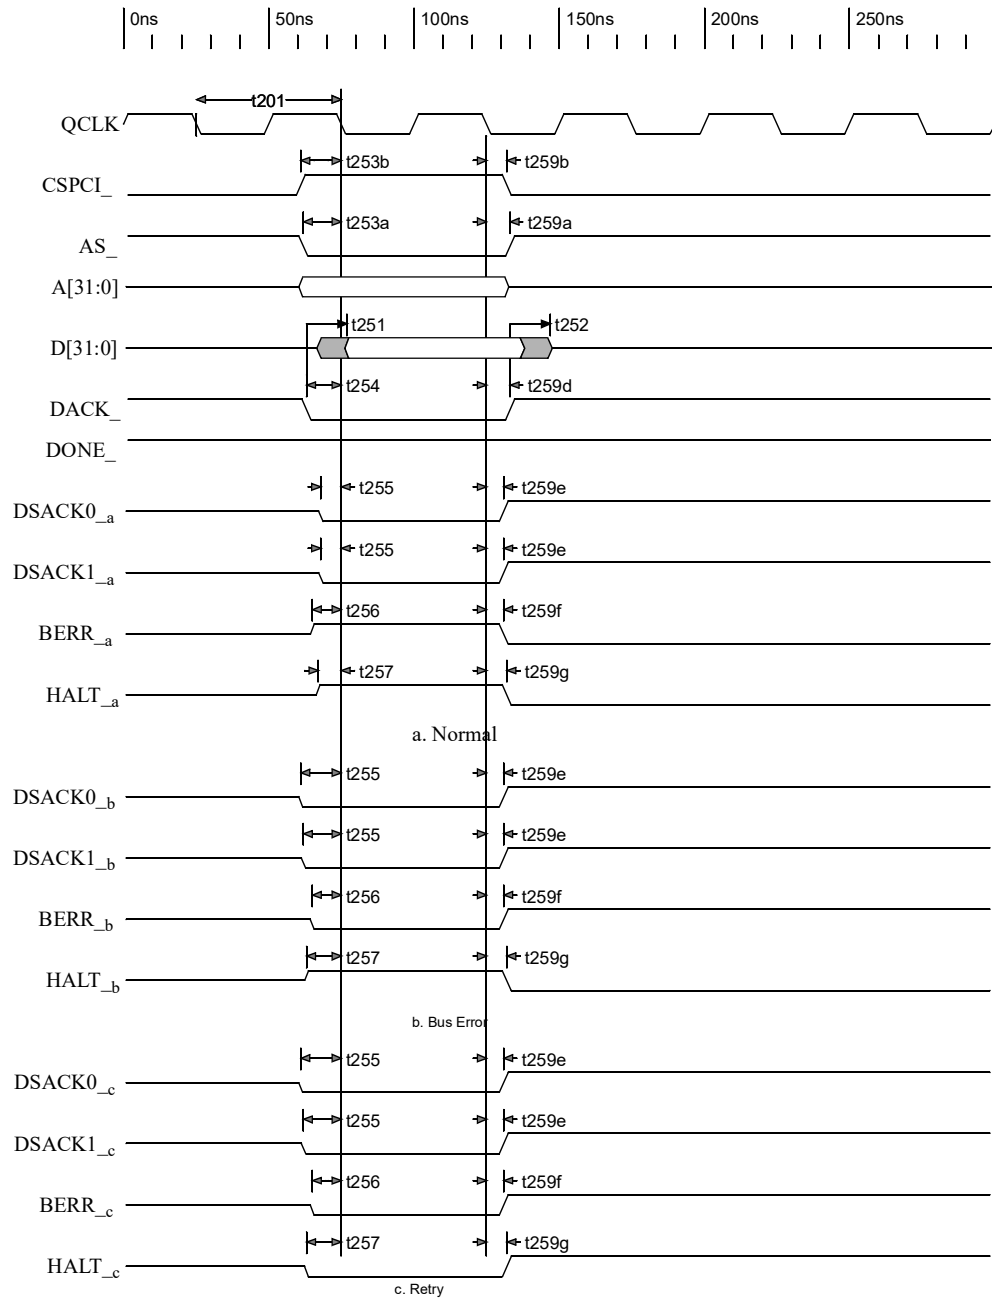 0ns 50ns 100ns 150ns 200ns 250ns
t201
QCLK
t253b t259b
CSPCI_
t253a t259a
AS_
A[31:0]
t251 t252
D[31:0]
t254 t259d
DACK_
DONE_
t255 t259e
DSACK0_a
t255 t259e
DSACK1_a
t256 t259f
BERR_a
t257 t259g
HALT_a
a. Normal
t255 t259e
DSACK0_b
t255 t259e
DSACK1_b
t256 t259f
BERR_b
t257 t259g
HALT_b
b. Bus Error
t255 t259e
DSACK0_c
t255 t259e
DSACK1_c
t256 t259f
BERR_c
t257 t259g
HALT_c
c. Retry